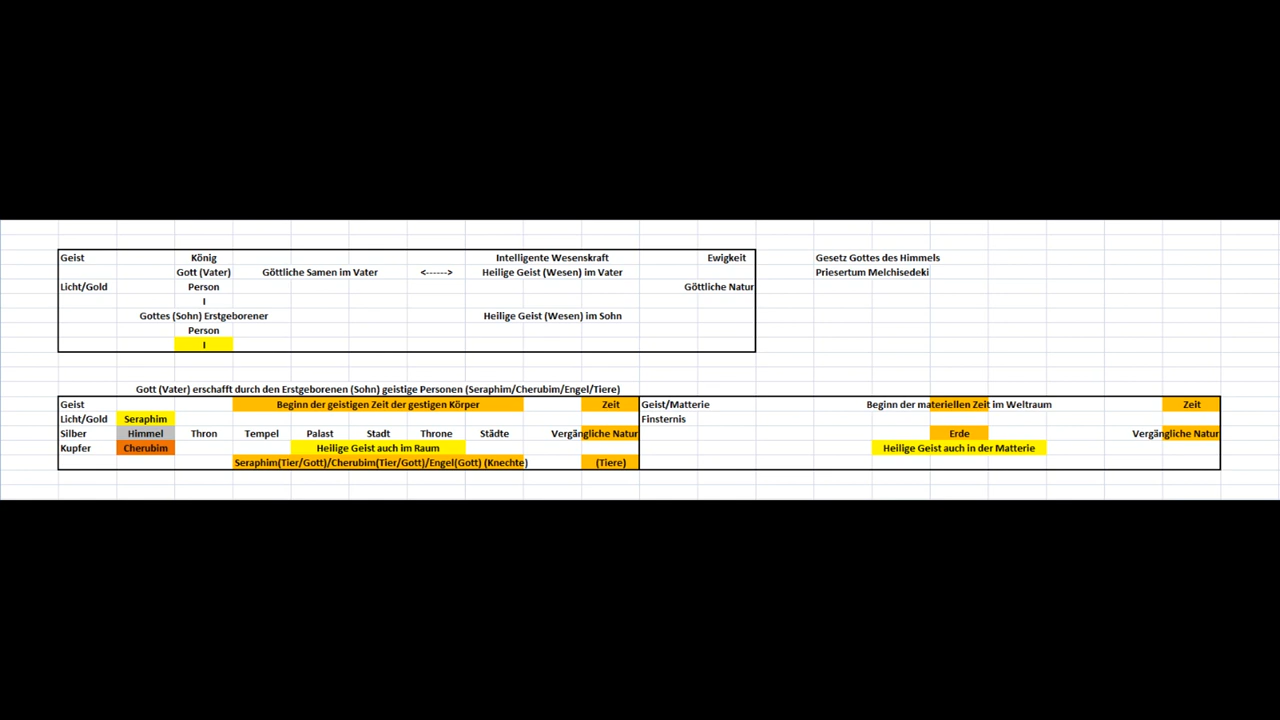 Geist König Intelligente Wesenskraft Ewigkeit Gesetz Gottes des Himmels
Gott (Vater) Göttliche Samen im Vater <------> Heilige Geist (Wesen) im Vater Priesertum Melchisedeki
Licht/Gold Person Göttliche Natur
I
Gottes (Sohn) Erstgeborener Heilige Geist (Wesen) im Sohn
Person
I
Gott (Vater) erschafft durch den Erstgeborenen (Sohn) geistige Personen (Seraphim/Cherubim/Engel/Tiere)
Geist Beginn der geistigen Zeit der gestigen Körper Zeit Geist/Matterie Beginn der materiellen Zeit im Weltraum Zeit
Licht/Gold Seraphim Finsternis
Silber Himmel Thron Tempel Palast Stadt Throne Städte Vergängliche Natur Erde Vergängliche Natur
Kupfer Cherubim Heilige Geist auch im Raum Heilige Geist auch in der Matterie
Seraphim(Tier/Gott)/Cherubim(Tier/Gott)/Engel(Gott) (Knechte) (Tiere)